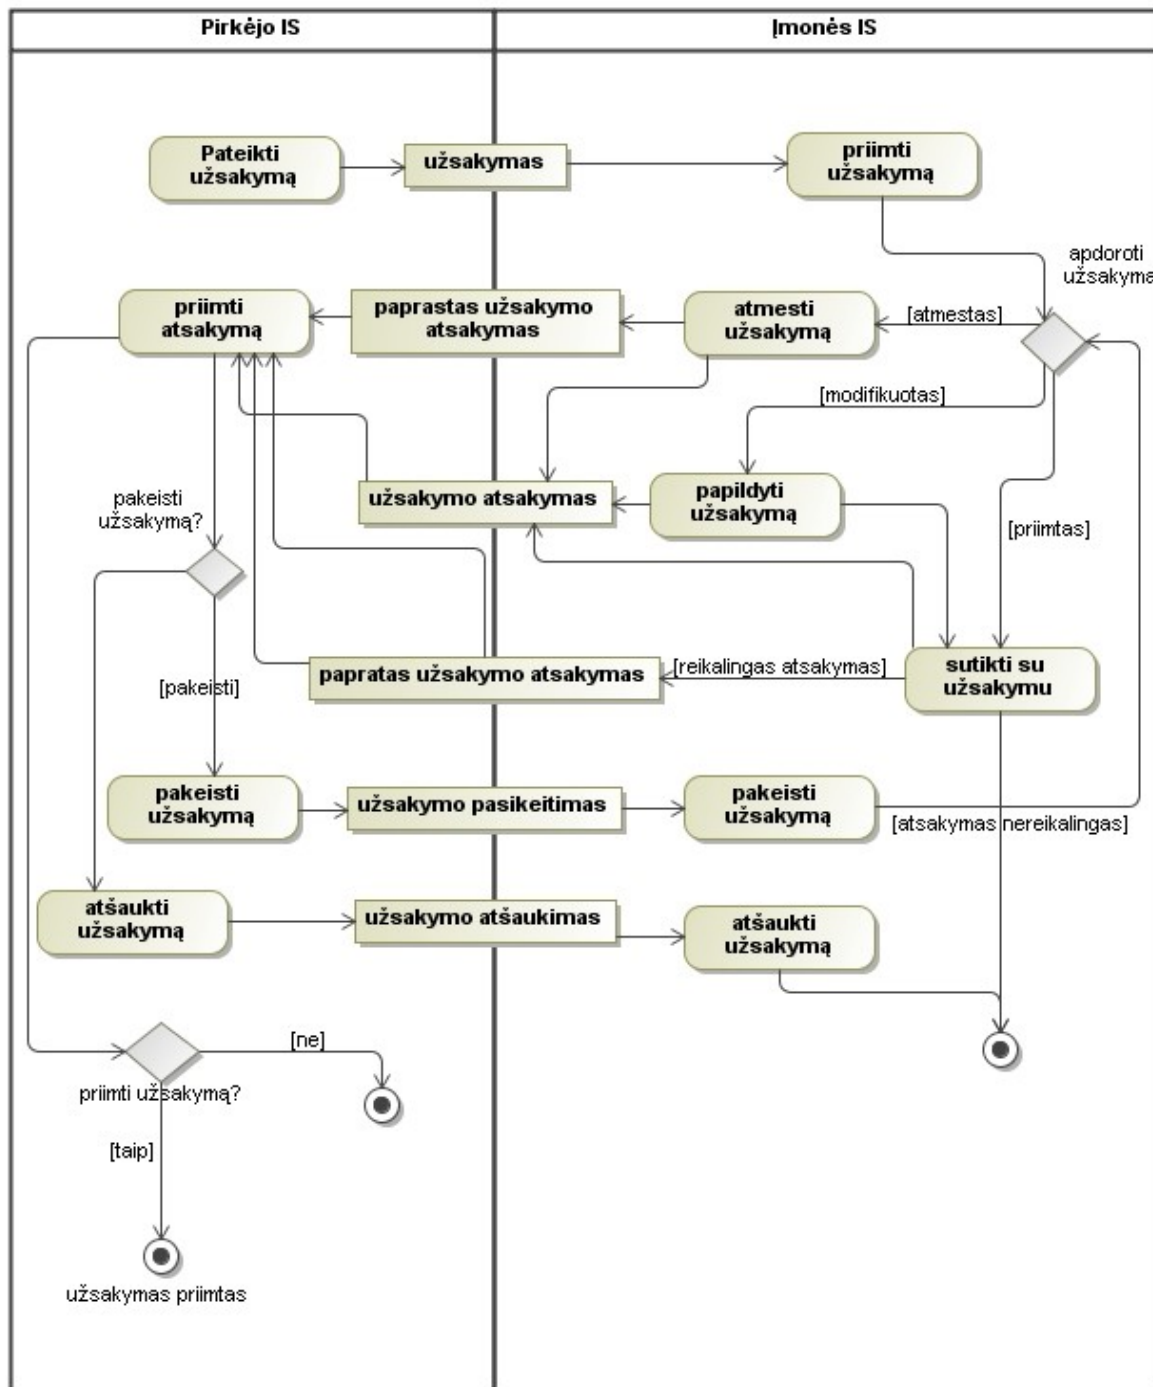 Pirkėjo IS
Įmonės IS
Pateikti
užsakymą
užsakymas
priimti
užsakymą
apdoroti
užsakyma
priimti
atsakymą
paprastas užsakymo
atsakymas
atmesti
užsakymą
[atmestas]
[modifikuotas]
užsakymo atsakymas
papildyti
užsakymą
pakeisti
užsakymą?
[priimtas]
[pakeisti]
papratas užsakymo atsakymas
[reikalingas atsakymas]
sutikti su
užsakymu
pakeisti
užsakymą
užsakymo pasikeitimas
pakeisti
užsakymą
[atsakymas nereikalingas]
atšaukti
užsakymą
užsakymo atšaukimas
atšaukti
užsakymą
[ne]
priimti užsakymą?
[taip]
užsakymas priimtas